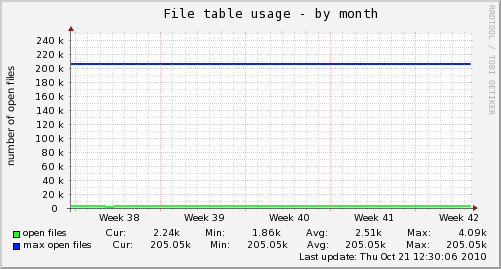 File table usage - by month
RRDTOOL / TOBI OETIKER
number of open files
240 k
220 k
200 k
180 k
160 k
140 k
120 k
100 k
80 k
60 k
40 k
20 k
0
Week 38 Week 39 Week 40 Week 41 Week 42
open files Cur: 2.24k Min: 1.86k Avg: 2.51k Max: 4.09k
max open files Cur: 205.05k Min: 205.05k Avg: 205.05k Max: 205.05k
Last update: Thu Oct 21 12:30:06 2010